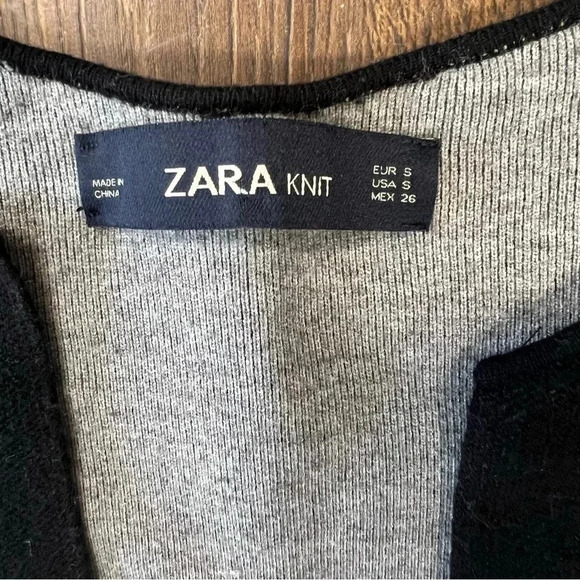 MADE IN
CHINA
ZARA KNIT
EUR S
USA S
MEX 26